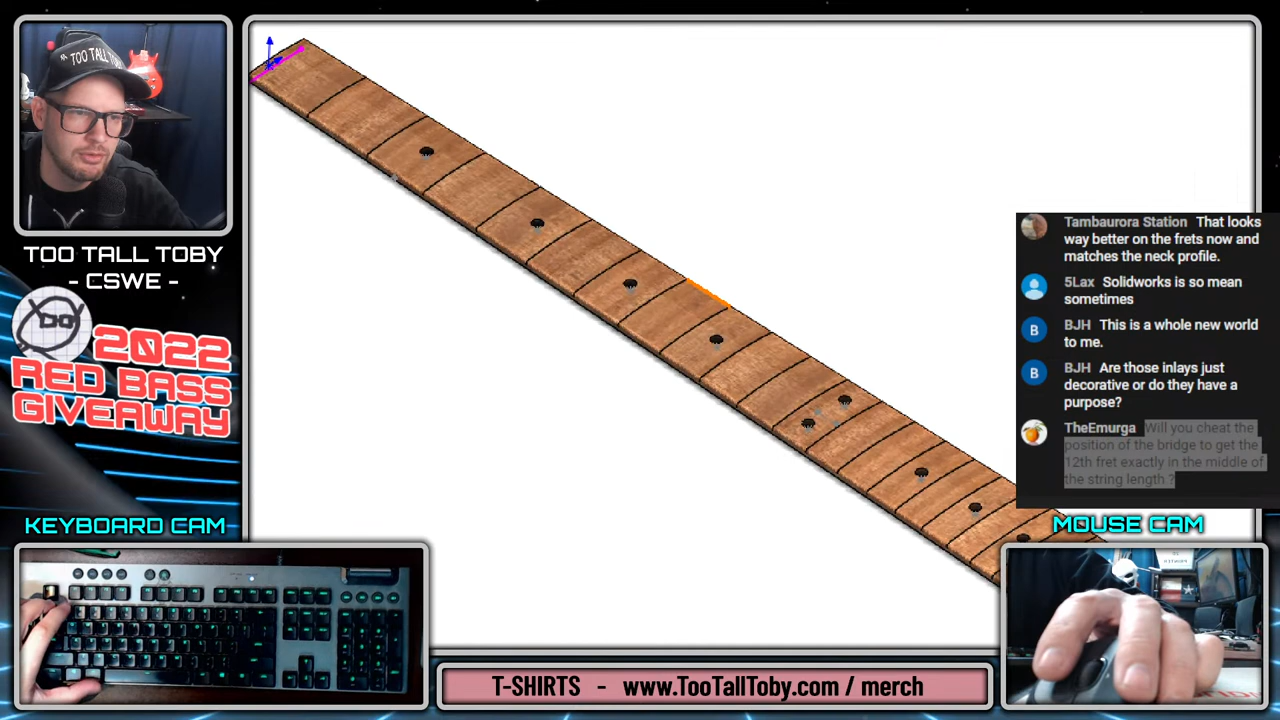 TOO TALL TOBY
TOO TALL TOBY
- CSWE -
2022
RED BASS
GIVEAWAY
KEYBOARD CAM
Tambaurora Station That looks
way better on the frets now and
matches the neck profile.
5Lax Solidworks is so mean
sometimes
B BJH This is a whole new world
to me.
B BJH Are those inlays just
decorative or do they have a
purpose?
TheEmurga Will you cheat the
position of the bridge to get the
12th fret exactly in the middle of
the string length ?
MOUSE CAM
T-SHIRTS - www.TooTallToby.com / merch